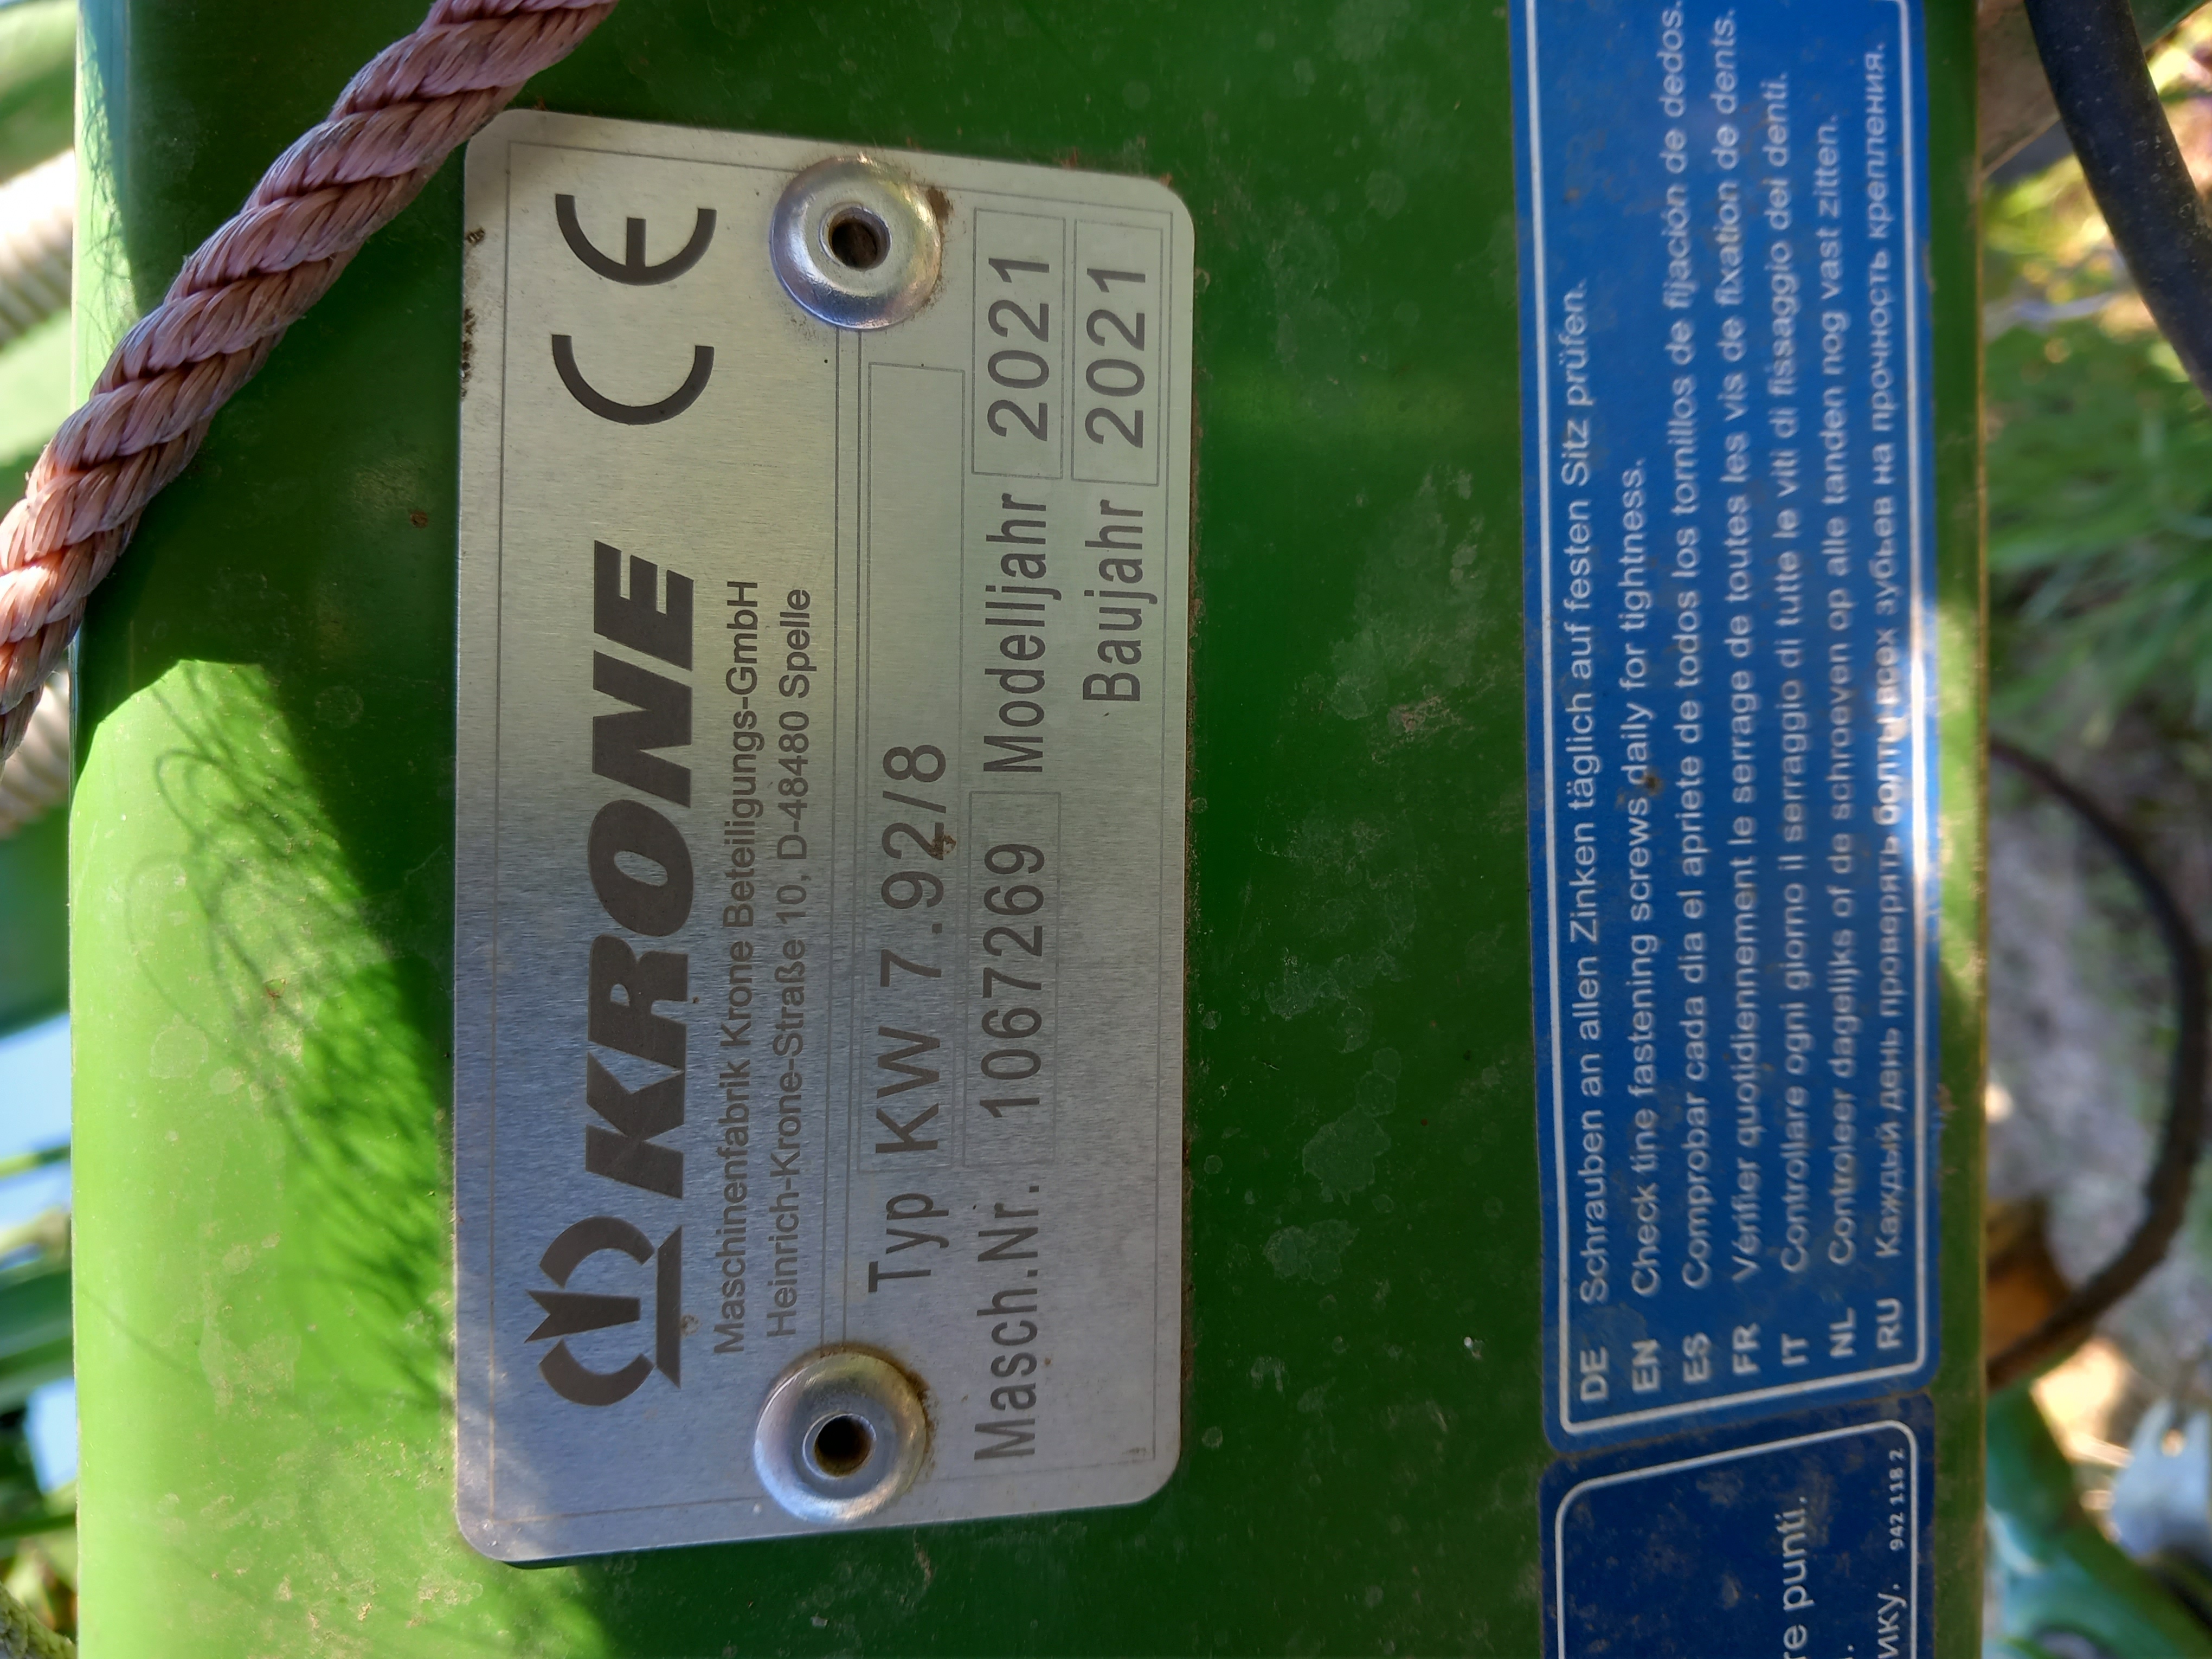 KRONE CE
Maschinenfabrik Krone Beteiligungs-GmbH
Heinrich-Krone-Straße 10, D-48480 Spelle
Typ KW 7.92/8
Masch.Nr. 1067269 Modelljahr 2021
Baujahr 2021
DE Schrauben an allen Zinken täglich auf festen Sitz prüfen.
EN Check tine fastening screws daily for tightness.
ES Comprobar cada dia el apriete de todos los tornillos de fijación de dedos.
FR Vérifier quotidiennement le serrage de toutes les vis de fixation de dents.
IT Controllare ogni giorno il serraggio di tutte le viti di fissaggio del denti.
NL Controleer dagelijks of de schroeven op alle tanden nog vast zitten.
RU Каждый день проверять болты всех зубьев на прочность крепления.
re punti.
ику. 942 118 2